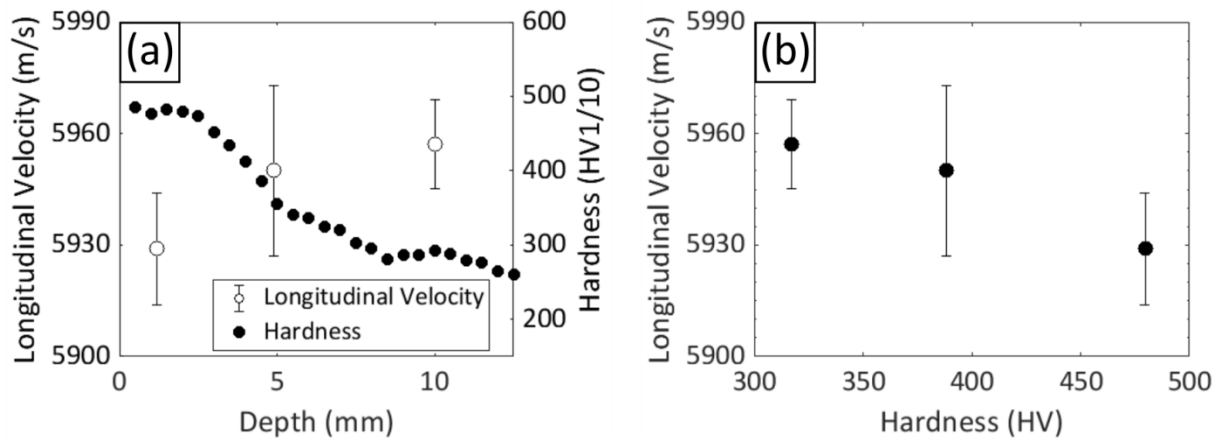 (a)
Longitudinal Velocity (m/s)
5990
5960
5930
5900
600
500
400
300
200
Hardness (HV1/10)
Longitudinal Velocity
Hardness
0
5
10
Depth (mm)
(b)
Longitudinal Velocity (m/s)
5990
5960
5930
5900
300
350
400
450
500
Hardness (HV)